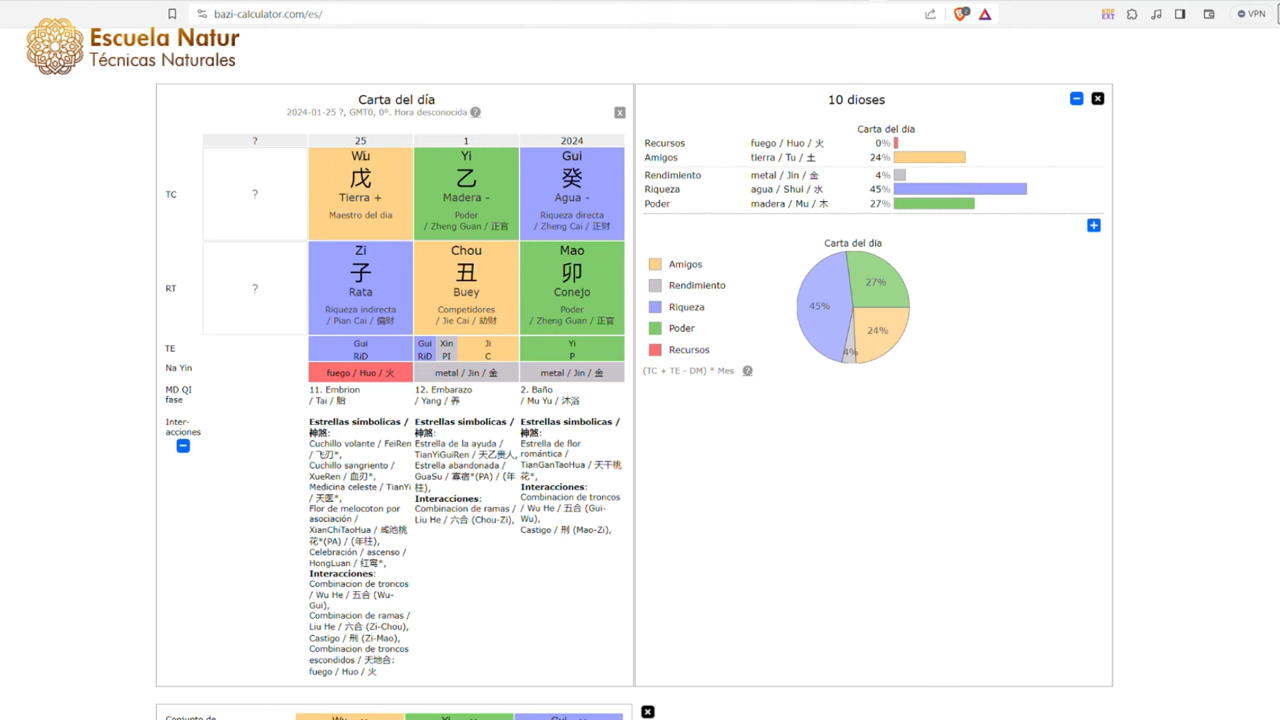 bazi-calculator.com/es/
KDP
EXT
VPN
Escuela Natur
Técnicas Naturales
Carta del día
2024-01-25 ?, GMT0, 0º. Hora desconocida ?
x
? 25 1 2024
TC
?
Wu
戊
Tierra +
Maestro del dia
Yi
乙
Madera -
Poder
/ Zheng Guan / 正官
Gui
癸
Agua -
Riqueza directa
/ Zheng Cai / 正财
RT
?
Zi
子
Rata
Riqueza indirecta
/ Pian Cai / 偏财
Chou
丑
Buey
Competidores
/ Jie Cai / 劫财
Mao
卯
Conejo
Poder
/ Zheng Guan / 正官
TE
Gui
RiD
Gui
RiD
Xin
PI
Ji
C
Yi
P
Na Yin
fuego / Huo / 火
metal / Jin / 金
metal / Jin / 金
MD QI
fase
11. Embrion
/ Tai / 胎
12. Embarazo
/ Yang / 养
2. Baño
/ Mu Yu / 沐浴
Inter-
acciones
Estrellas simbolicas /
神煞:
Cuchillo volante / FeiRen
/ 飞刃*,
Cuchillo sangriento /
XueRen / 血刃*,
Medicina celeste / TianYi
/ 天医*,
Flor de melocoton por
asociación /
XianChiTaoHua / 咸池桃
花*(PA) / (年柱),
Celebración / ascenso /
HongLuan / 红鸾*,
Interacciones:
Combinacion de troncos
/ Wu He / 五合 (Wu-
Gui),
Combinacion de ramas /
Liu He / 六合 (Zi-Chou),
Castigo / 刑 (Zi-Mao),
Combinacion de troncos
escondidos / 天地合:
fuego / Huo / 火
Estrellas simbolicas /
神煞:
Estrella de la ayuda /
TianYiGuiRen / 天乙贵人,
Estrella abandonada /
GuaSu / 寡宿*(PA) / (年
柱),
Interacciones:
Combinacion de ramas /
Liu He / 六合 (Chou-Zi),
Estrellas simbolicas /
神煞:
Estrella de flor
romántica /
TianGanTaoHua / 天干桃
花*,
Interacciones:
Combinacion de troncos
/ Wu He / 五合 (Gui-
Wu),
Castigo / 刑 (Mao-Zi),
10 dioses
Carta del día
Recursos fuego / Huo / 火 0%
Amigos tierra / Tu / 土 24%
Rendimiento metal / Jin / 金 4%
Riqueza agua / Shui / 水 45%
Poder madera / Mu / 木 27%
Carta del día
Amigos
Rendimiento
Riqueza
Poder
Recursos
27%
45%
24%
4%
(TC + TE - DM) * Mes ?
Conjunto de
Wu
Yi
Gui